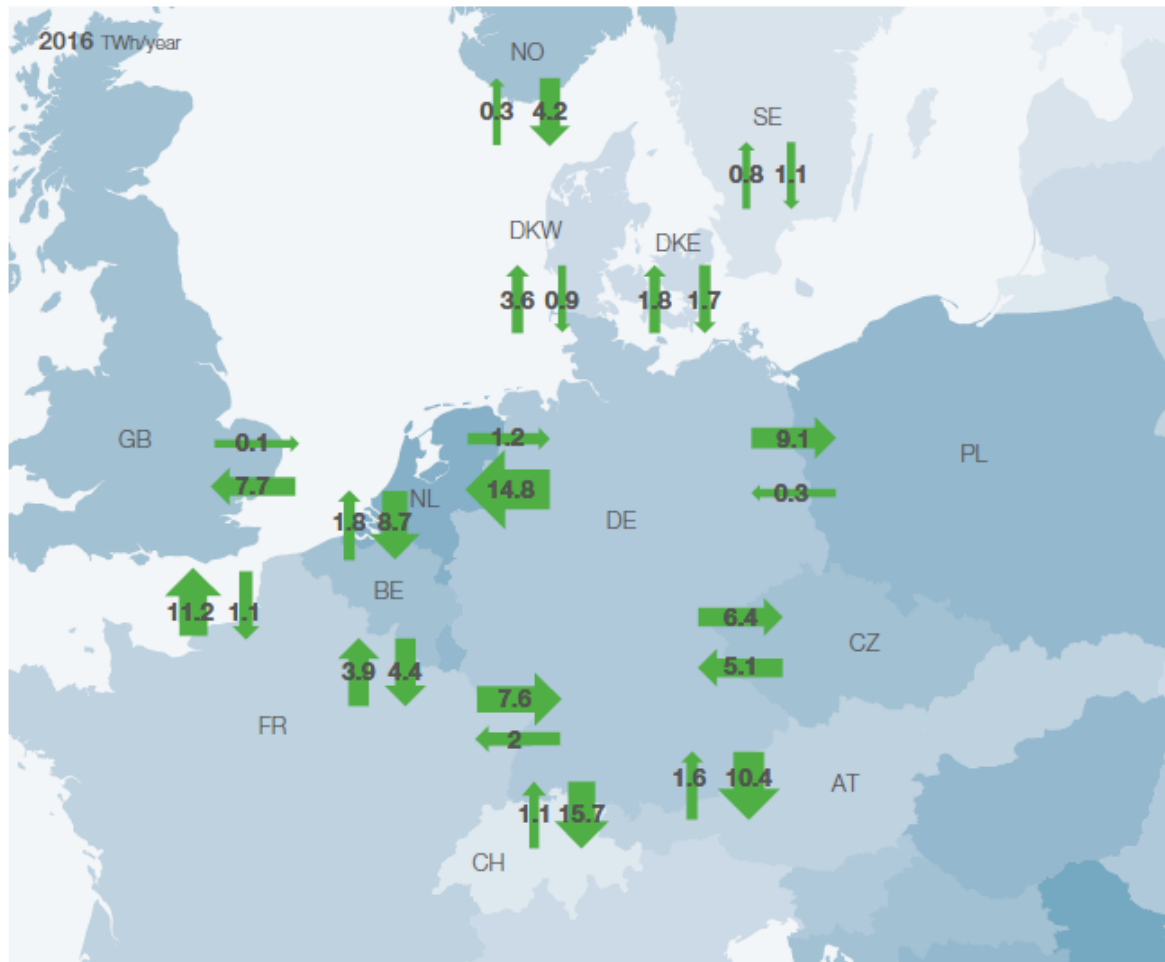 2016 TWh/year
NO
0.3 4.2
SE
0.8 1.1
DKW DKE
3.6 0.9 1.8 1.7
GB
0.1
7.7
1.2
14.8
NL
9.1
0.3
PL
DE
1.8 8.7
BE
11.2 1.1
6.4
5.1
CZ
3.9 4.4
7.6
2
FR
1.6 10.4
AT
1.1 15.7
CH